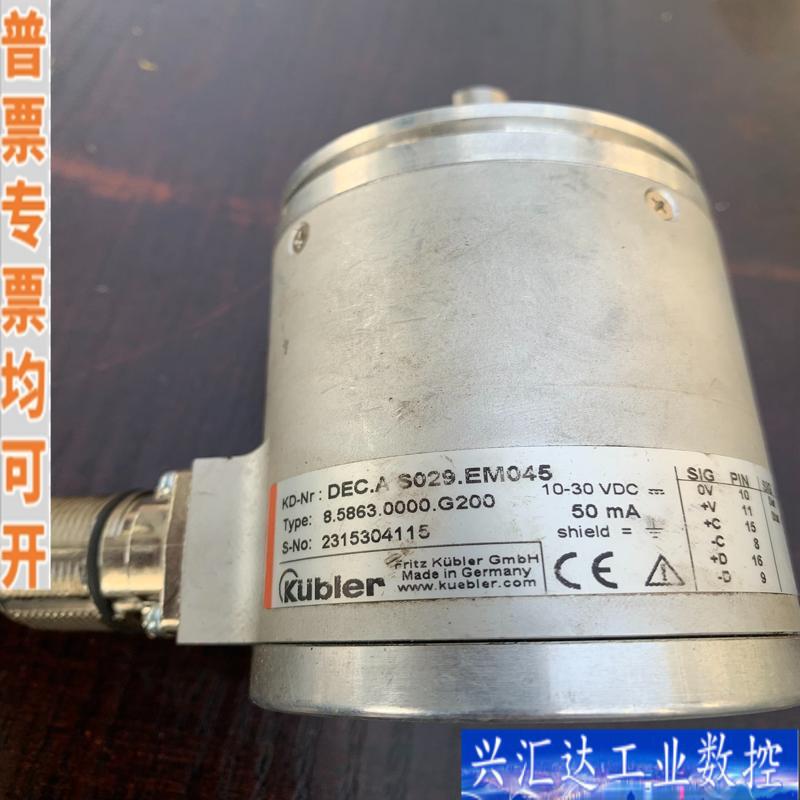 普票专票均可开
KD-Nr: DEC.A S029.EM045
Type: 8.5863.0000.G200
S-No: 2315304115
10-30 VDC
50 mA
shield =
Kübler
Fritz Kübler GmbH
Made in Germany
www.kuebler.com
CE
SIG PIN
0V 10
+V 11
+C 15
-C 8
+D 16
-D 9
兴汇达工业数控